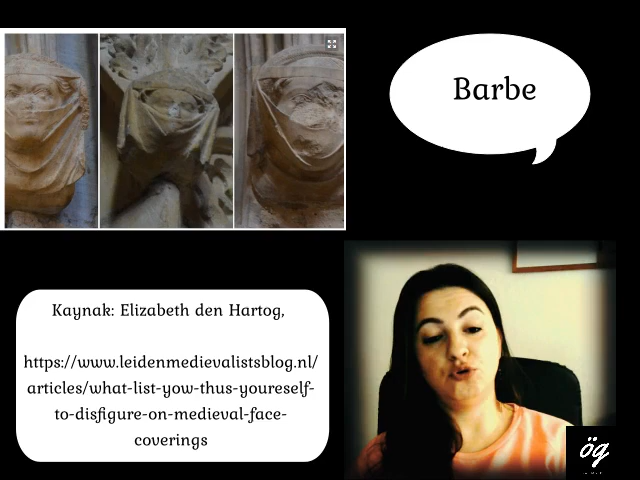 Barbe
Kaynak: Elizabeth den Hartog,
https://www.leidenmedievalistsblog.nl/
articles/what-list-yow-thus-youreself-
to-disfigure-on-medieval-face-
coverings
ög